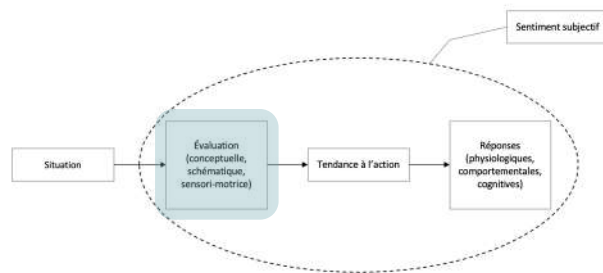 Sentiment subjectif
Situation
Évaluation
(conceptuelle,
schématique,
sensori-motrice)
Tendance à l'action
Réponses
(physiologiques,
comportementales,
cognitives)